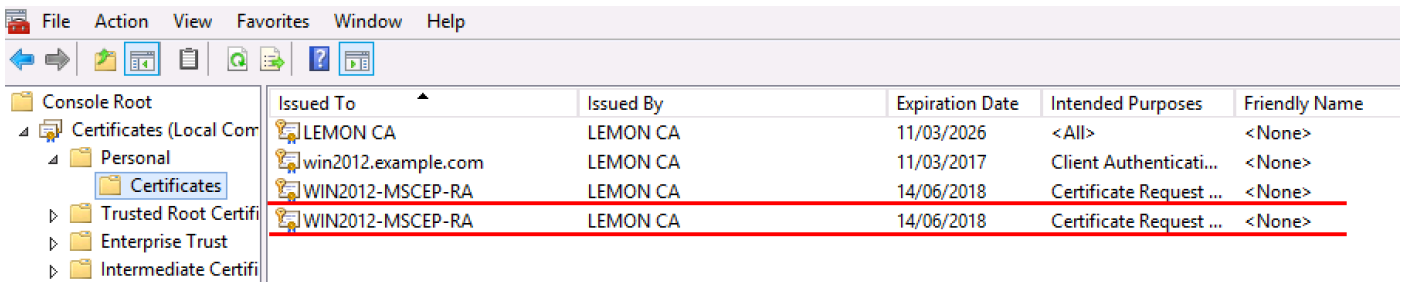 File Action View Favorites Window Help
Console Root
Issued To Issued By Expiration Date Intended Purposes Friendly Name
Certificates (Local Com
LEMON CA LEMON CA 11/03/2026 <All> <None>
Personal
win2012.example.com LEMON CA 11/03/2017 Client Authenticati... <None>
Certificates
WIN2012-MSCEP-RA LEMON CA 14/06/2018 Certificate Request ... <None>
Trusted Root Certifi
WIN2012-MSCEP-RA LEMON CA 14/06/2018 Certificate Request ... <None>
Enterprise Trust
Intermediate Certifi